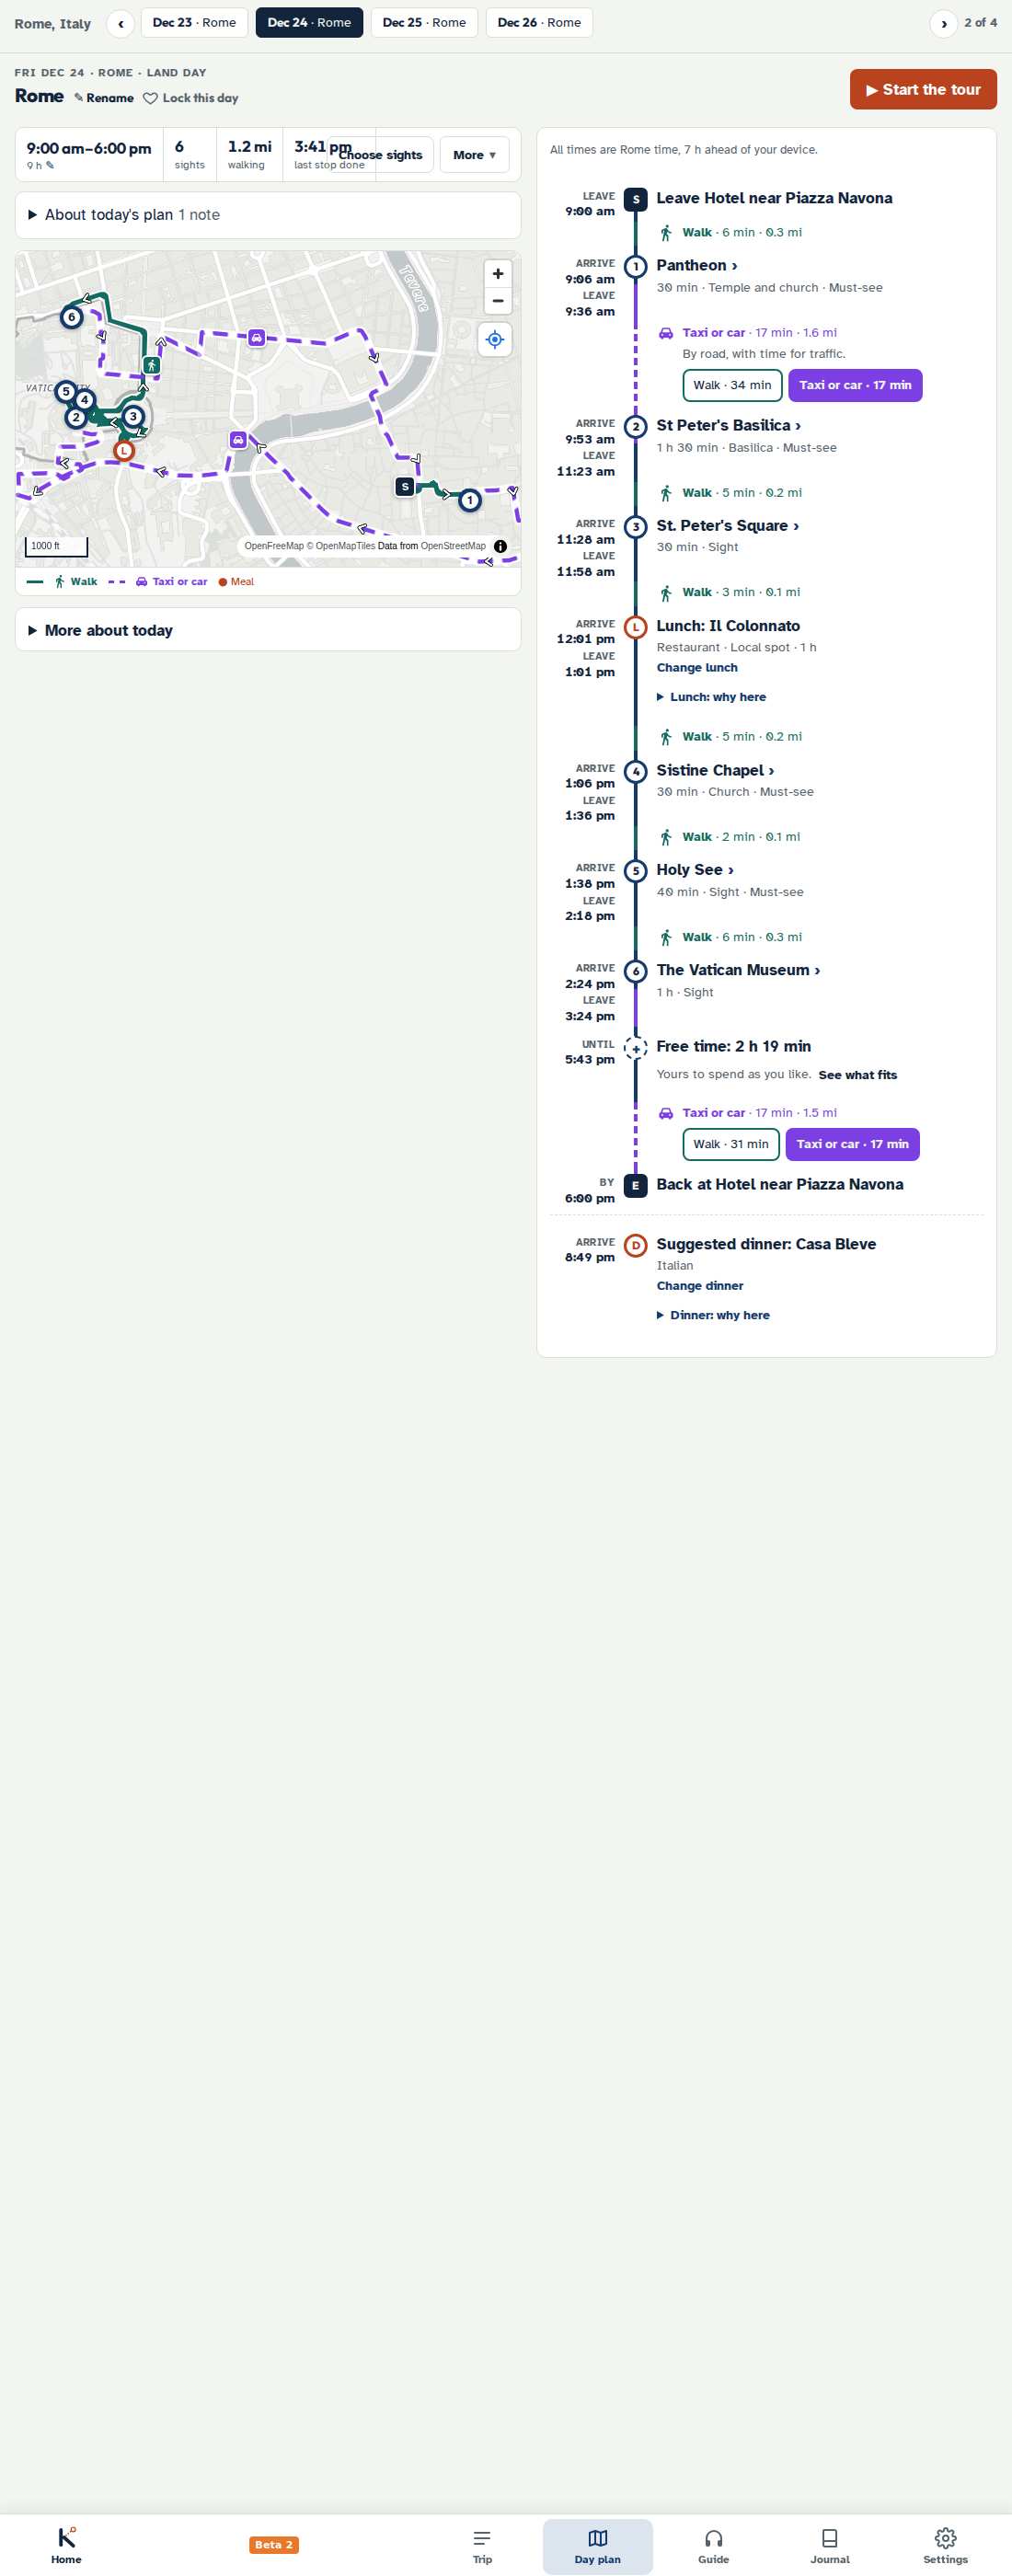 Rome, Italy
‹
Dec 23 · Rome
Dec 24 · Rome
Dec 25 · Rome
Dec 26 · Rome
›
2 of 4
FRI DEC 24 · ROME · LAND DAY
Rome ✎ Rename Lock this day
▶ Start the tour
9:00 am–6:00 pm
9 h ✎
6
sights
1.2 mi
walking
3:41 pm
last stop done
Choose sights
More ▾
▶ About today's plan 1 note
Tevere
VATIC
TY
6
5
4
2
3
L
S
1
+
−
1000 ft
OpenFreeMap © OpenMapTiles Data from OpenStreetMap
Walk
Taxi or car
Meal
▶ More about today
All times are Rome time, 7 h ahead of your device.
LEAVE
9:00 am
S
Leave Hotel near Piazza Navona
Walk · 6 min · 0.3 mi
ARRIVE
9:06 am
LEAVE
9:36 am
1
Pantheon ›
30 min · Temple and church · Must-see
Taxi or car · 17 min · 1.6 mi
By road, with time for traffic.
Walk · 34 min
Taxi or car · 17 min
ARRIVE
9:53 am
LEAVE
11:23 am
2
St Peter's Basilica ›
1 h 30 min · Basilica · Must-see
Walk · 5 min · 0.2 mi
ARRIVE
11:28 am
LEAVE
11:58 am
3
St. Peter's Square ›
30 min · Sight
Walk · 3 min · 0.1 mi
ARRIVE
12:01 pm
LEAVE
1:01 pm
L
Lunch: Il Colonnato
Restaurant · Local spot · 1 h
Change lunch
▶ Lunch: why here
Walk · 5 min · 0.2 mi
ARRIVE
1:06 pm
LEAVE
1:36 pm
4
Sistine Chapel ›
30 min · Church · Must-see
Walk · 2 min · 0.1 mi
ARRIVE
1:38 pm
LEAVE
2:18 pm
5
Holy See ›
40 min · Sight · Must-see
Walk · 6 min · 0.3 mi
ARRIVE
2:24 pm
LEAVE
3:24 pm
6
The Vatican Museum ›
1 h · Sight
UNTIL
5:43 pm
+
Free time: 2 h 19 min
Yours to spend as you like. See what fits
Taxi or car · 17 min · 1.5 mi
Walk · 31 min
Taxi or car · 17 min
BY
6:00 pm
E
Back at Hotel near Piazza Navona
ARRIVE
8:49 pm
D
Suggested dinner: Casa Bleve
Italian
Change dinner
▶ Dinner: why here
Home
Beta 2
Trip
Day plan
Guide
Journal
Settings